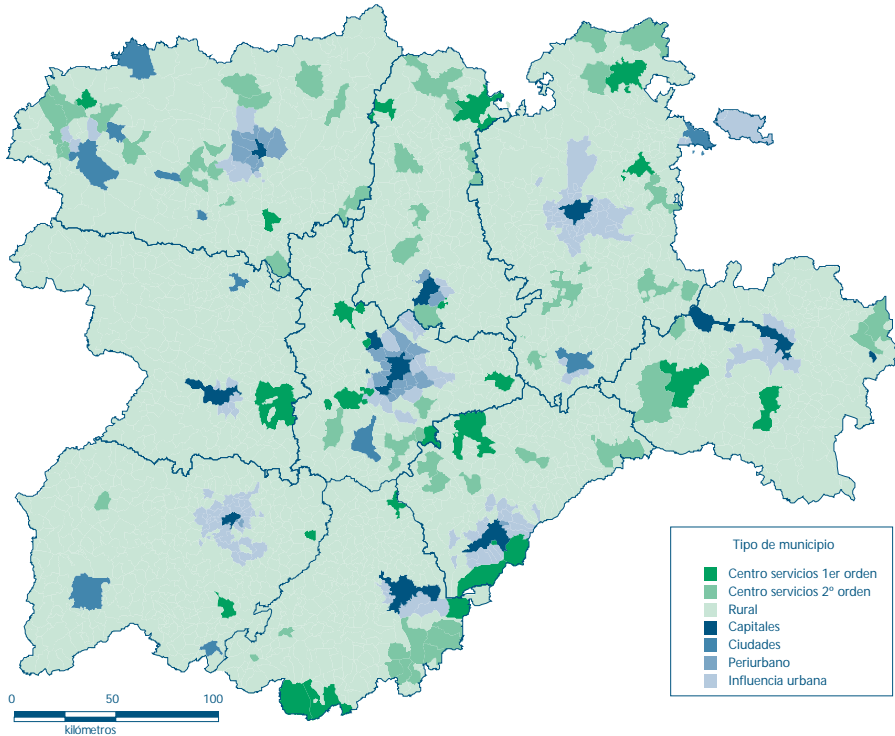 Tipo de municipio
Centro servicios 1er orden
Centro servicios 2º orden
Rural
Capitales
Ciudades
Periurbano
Influencia urbana
0 50 100
kilómetros